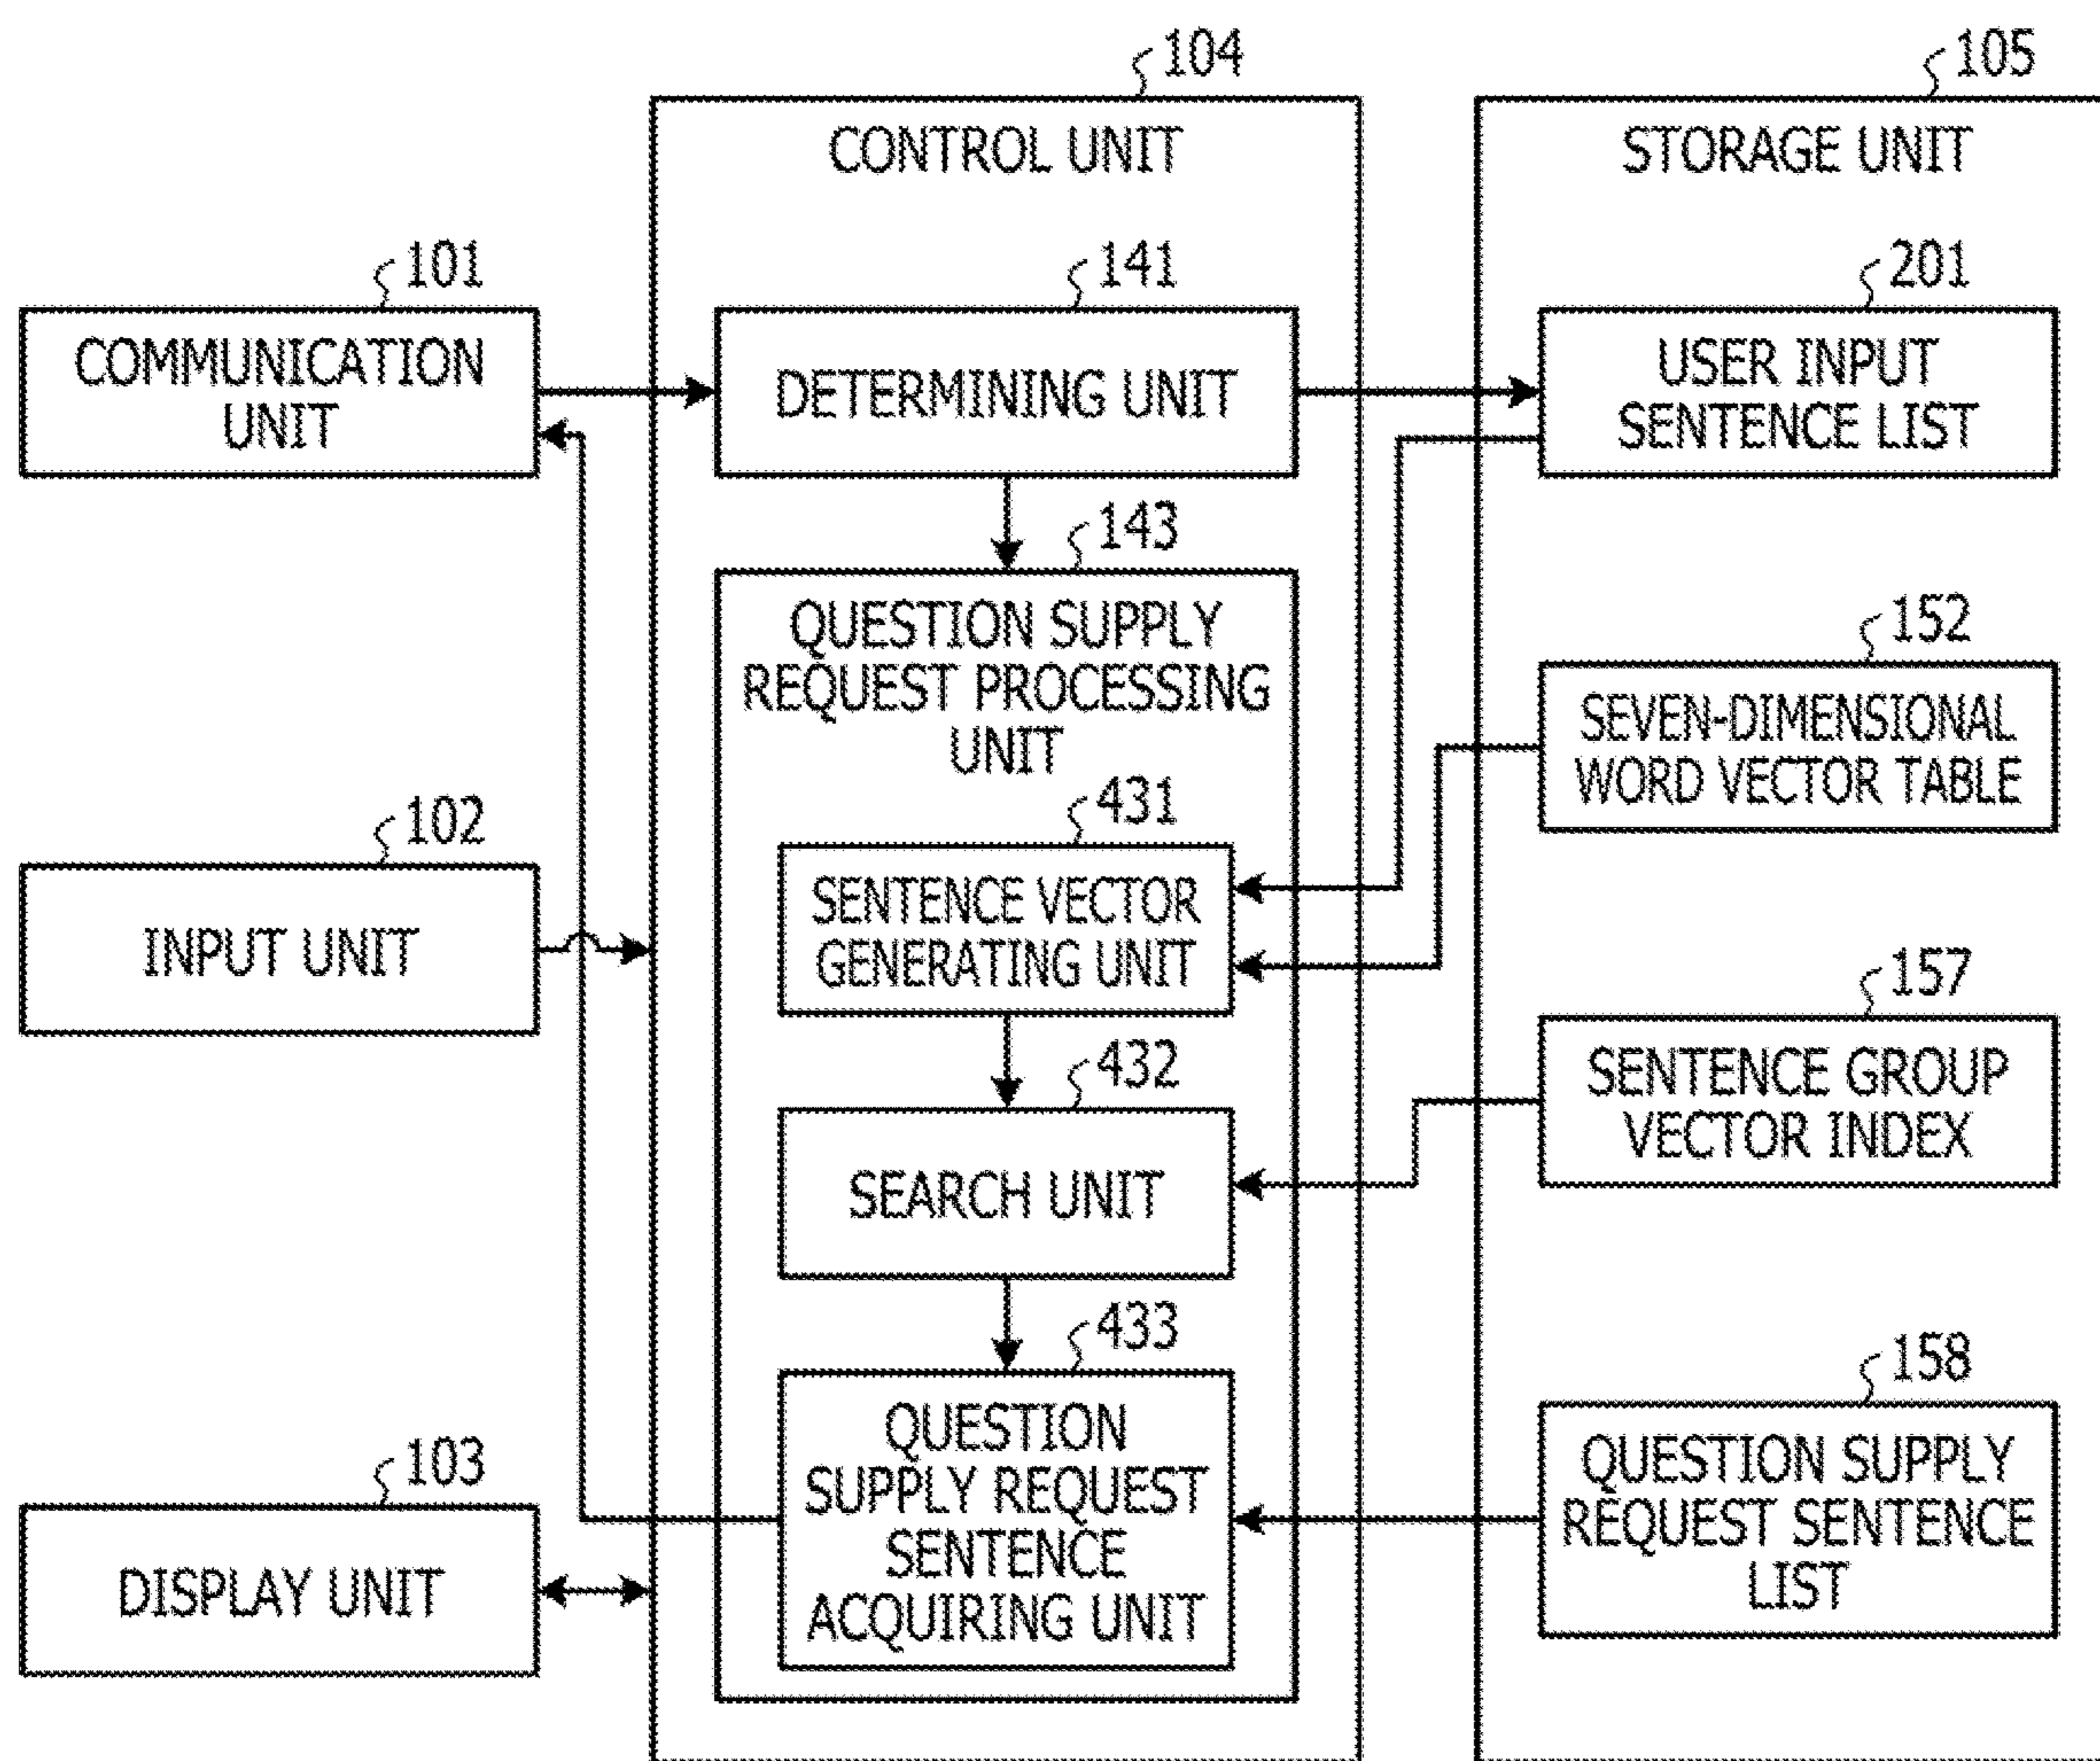 104
CONTROL UNIT
105
STORAGE UNIT
101
COMMUNICATION
UNIT
141
DETERMINING UNIT
201
USER INPUT
SENTENCE LIST
143
QUESTION SUPPLY
REQUEST PROCESSING
UNIT
152
SEVEN-DIMENSIONAL
WORD VECTOR TABLE
102
INPUT UNIT
431
SENTENCE VECTOR
GENERATING UNIT
157
SENTENCE GROUP
VECTOR INDEX
432
SEARCH UNIT
433
QUESTION
SUPPLY REQUEST
SENTENCE
ACQUIRING UNIT
158
QUESTION SUPPLY
REQUEST SENTENCE
LIST
103
DISPLAY UNIT